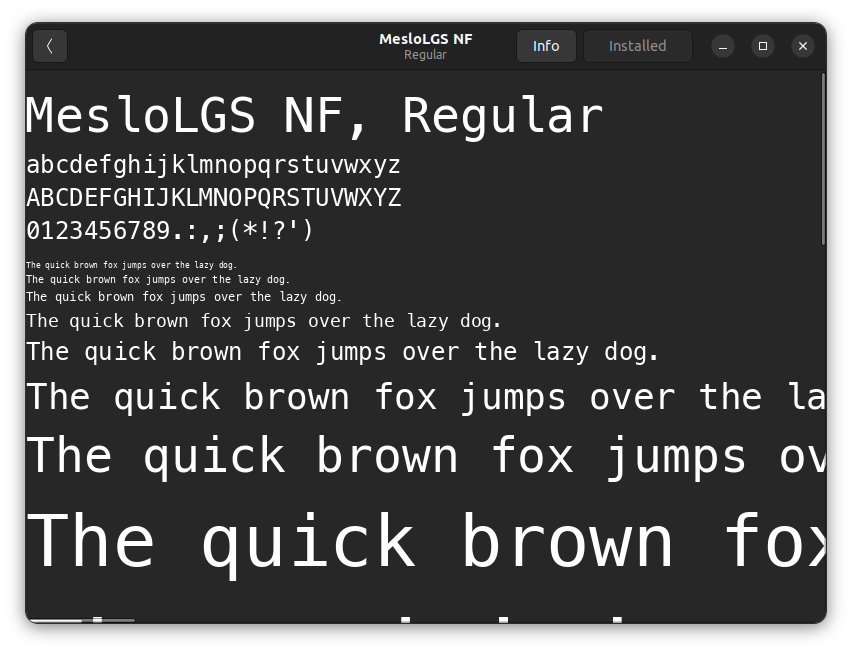 MesloLGS NF
Regular
Info
Installed
MesloLGS NF, Regular
abcdefghijklmnopqrstuvwxyz
ABCDEFGHIJKLMNOPQRSTUVWXYZ
0123456789.:,;(*!?')
The quick brown fox jumps over the lazy dog.
The quick brown fox jumps over the lazy dog.
The quick brown fox jumps over the lazy dog.
The quick brown fox jumps over the lazy dog.
The quick brown fox jumps over the lazy dog.
The quick brown fox jumps over the la
The quick brown fox jumps ov
The quick brown fox